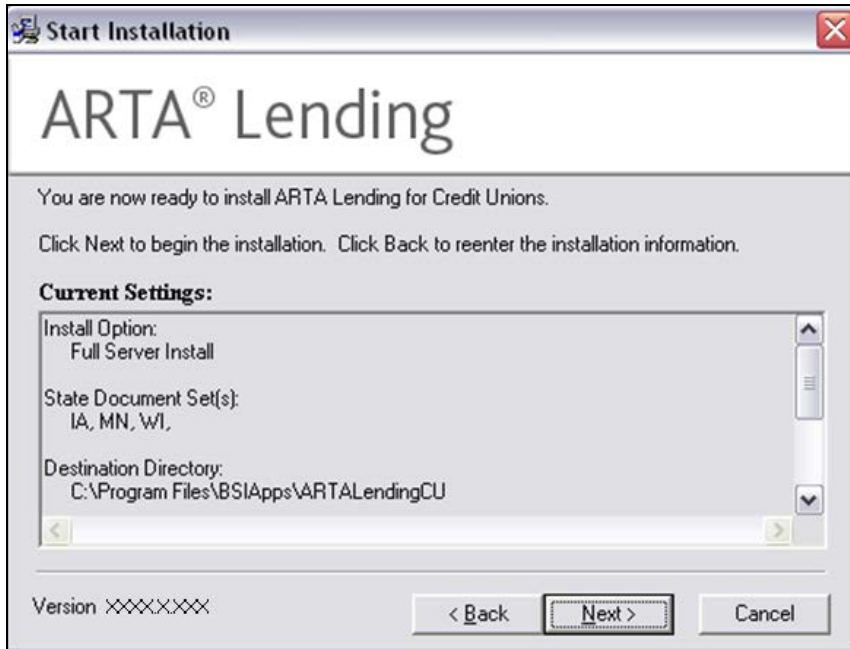 Start Installation
ARTA® Lending
You are now ready to install ARTA Lending for Credit Unions.
Click Next to begin the installation.  Click Back to reenter the installation information.
Current Settings:
Install Option:
Full Server Install
State Document Set(s):
IA, MN, WI,
Destination Directory:
C:\Program Files\BSIApps\ARTALendingCU
Version XXXX.X.XXX
< Back
Next >
Cancel